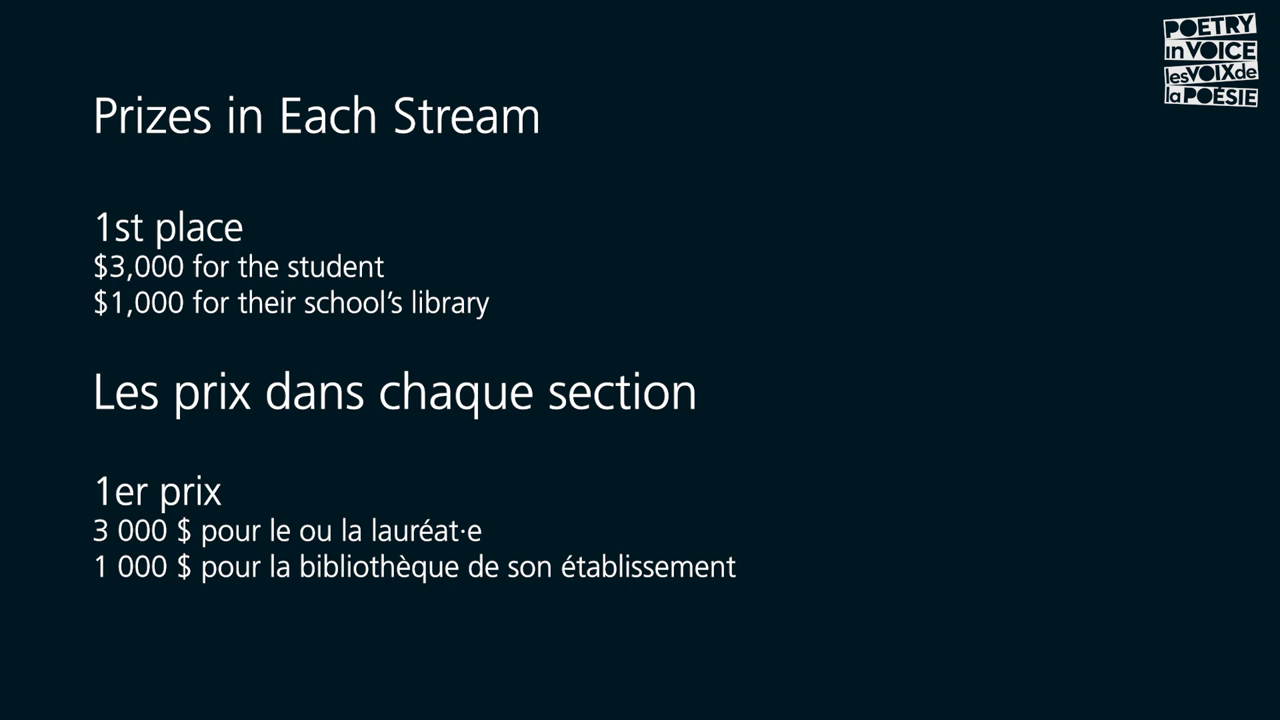 POETRY
in VOICE
les VOIX de
la POÉSIE
Prizes in Each Stream
1st place
$3,000 for the student
$1,000 for their school’s library
Les prix dans chaque section
1er prix
3 000 $ pour le ou la lauréat·e
1 000 $ pour la bibliothèque de son établissement